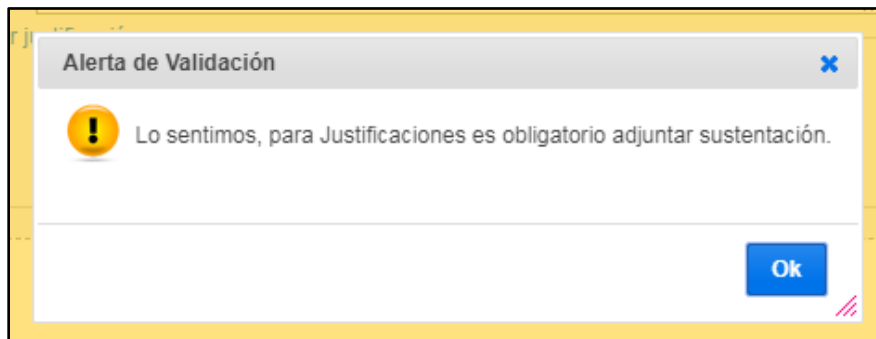 Alerta de Validación
Lo sentimos, para Justificaciones es obligatorio adjuntar sustentación.
Ok